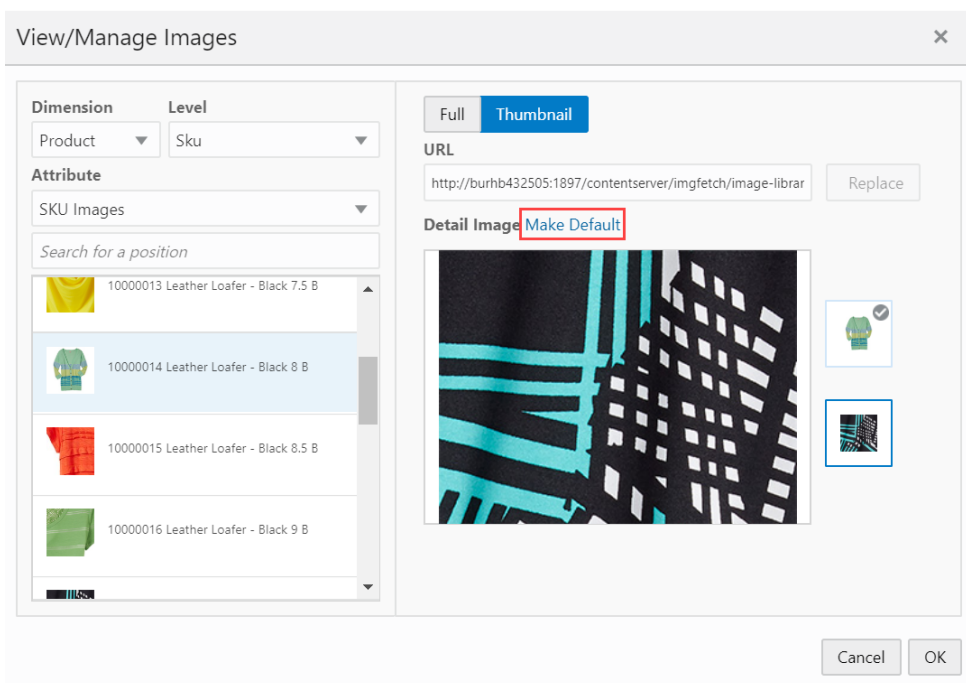 View/Manage Images
Dimension Level
Product Sku
Attribute
SKU Images
Search for a position
10000013 Leather Loafer - Black 7.5 B
10000014 Leather Loafer - Black 8 B
10000015 Leather Loafer - Black 8.5 B
10000016 Leather Loafer - Black 9 B
Full Thumbnail
URL
http://burhb432505:1897/contentserver/imgfetch/image-librar Replace
Detail Image Make Default
Cancel OK